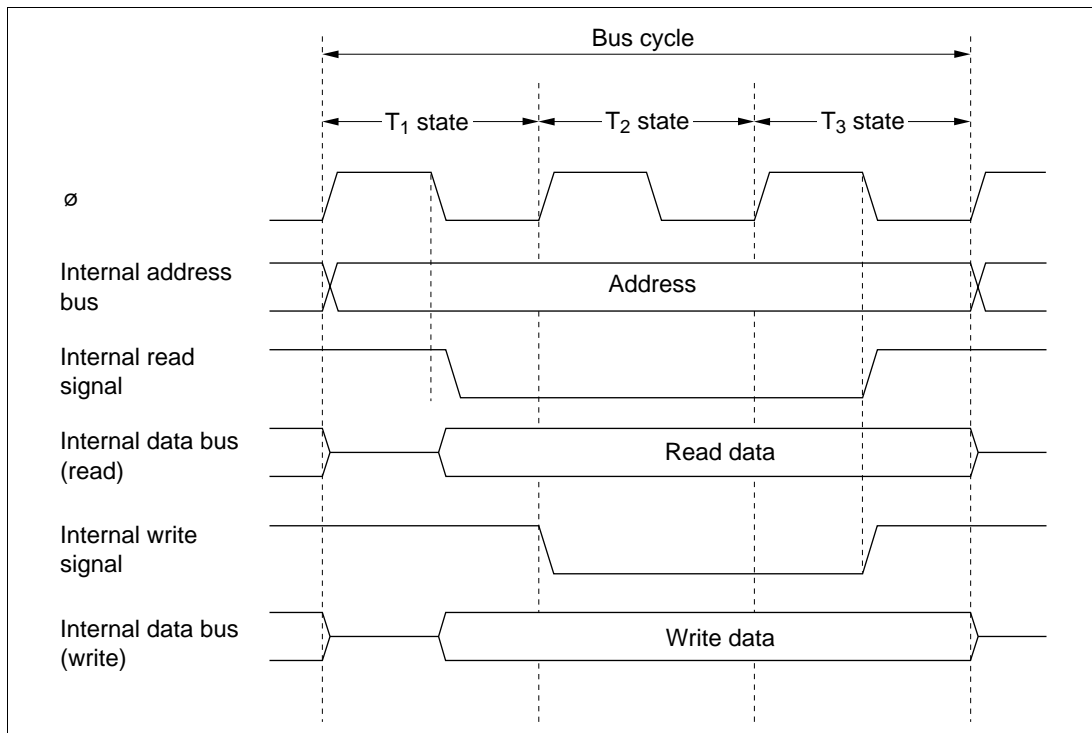 Bus cycle
T₁ state
T₂ state
T₃ state
ø
Internal address
bus
Address
Internal read
signal
Internal data bus
(read)
Read data
Internal write
signal
Internal data bus
(write)
Write data